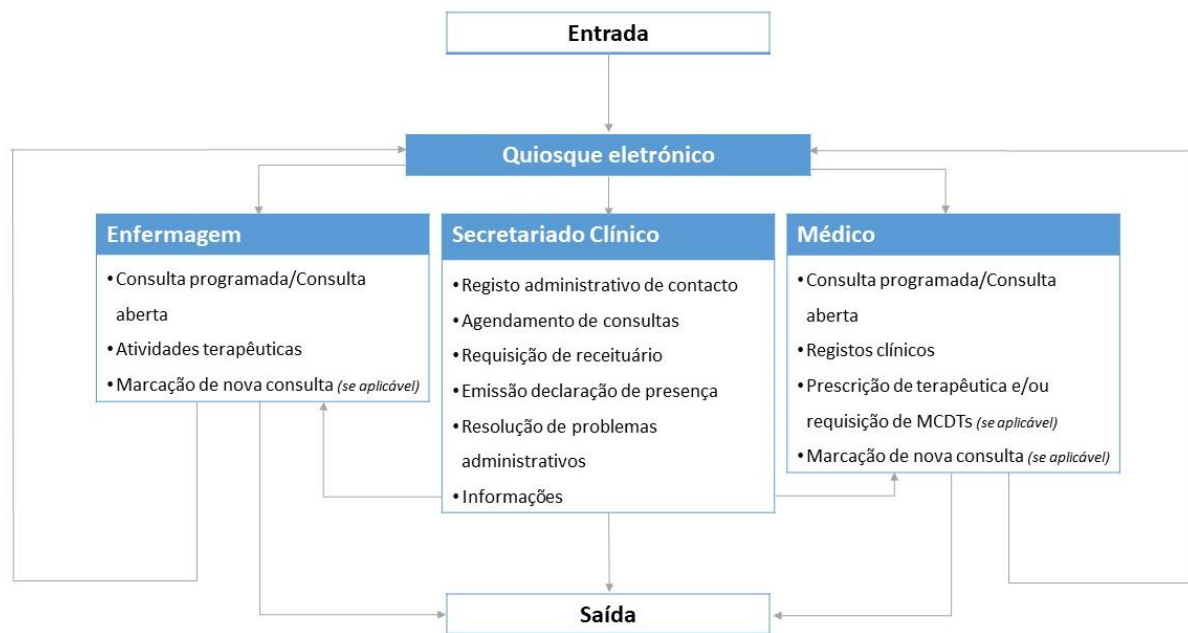 Entrada
Quiosque eletrónico
Enfermagem
• Consulta programada/Consulta
aberta
• Atividades terapêuticas
• Marcação de nova consulta (se aplicável)
Secretariado Clínico
• Registo administrativo de contacto
• Agendamento de consultas
• Requisição de receituário
• Emissão declaração de presença
• Resolução de problemas
administrativos
• Informações
Médico
• Consulta programada/Consulta
aberta
• Registos clínicos
• Prescrição de terapêutica e/ou
requisição de MCDTs (se aplicável)
• Marcação de nova consulta (se aplicável)
Saída